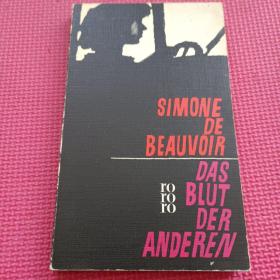 SIMONE
DE
BEAUVOIR
DAS
BLUT
DER
ANDEREN
ro
ro
ro